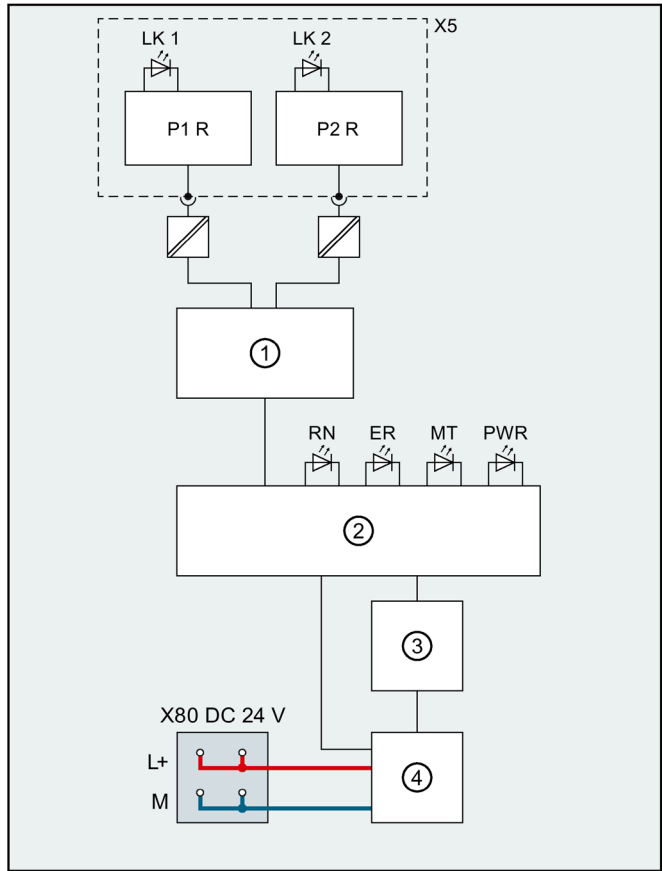 X5
LK 1 LK 2
P1 R P2 R
1
RN ER MT PWR
2
3
X80 DC 24 V
L+
4
M